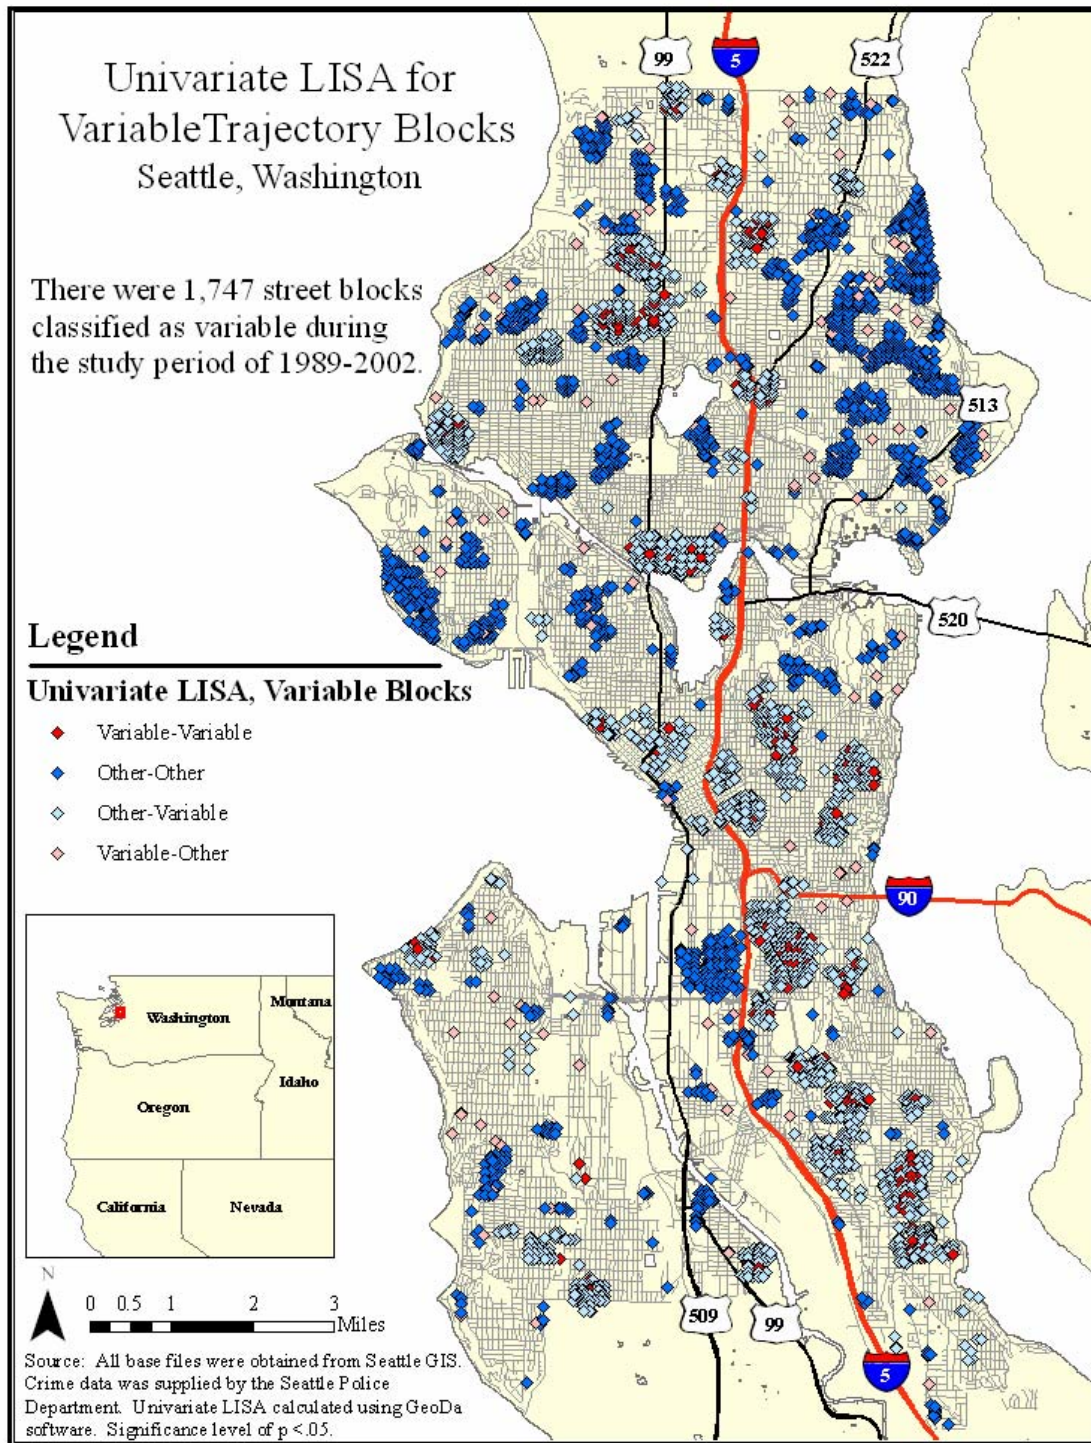 Univariate LISA for
VariableTrajectory Blocks
Seattle, Washington
There were 1,747 street blocks
classified as variable during
the study period of 1989-2002.
99
5
522
513
520
90
509
99
5
Legend
Univariate LISA, Variable Blocks
Variable-Variable
Other-Other
Other-Variable
Variable-Other
Washington
Montana
Oregon
Idaho
California
Nevada
N
0 0.5 1 2 3
Miles
Source: All base files were obtained from Seattle GIS.
Crime data was supplied by the Seattle Police
Department. Univariate LISA calculated using GeoDa
software. Significance level of p <.05.